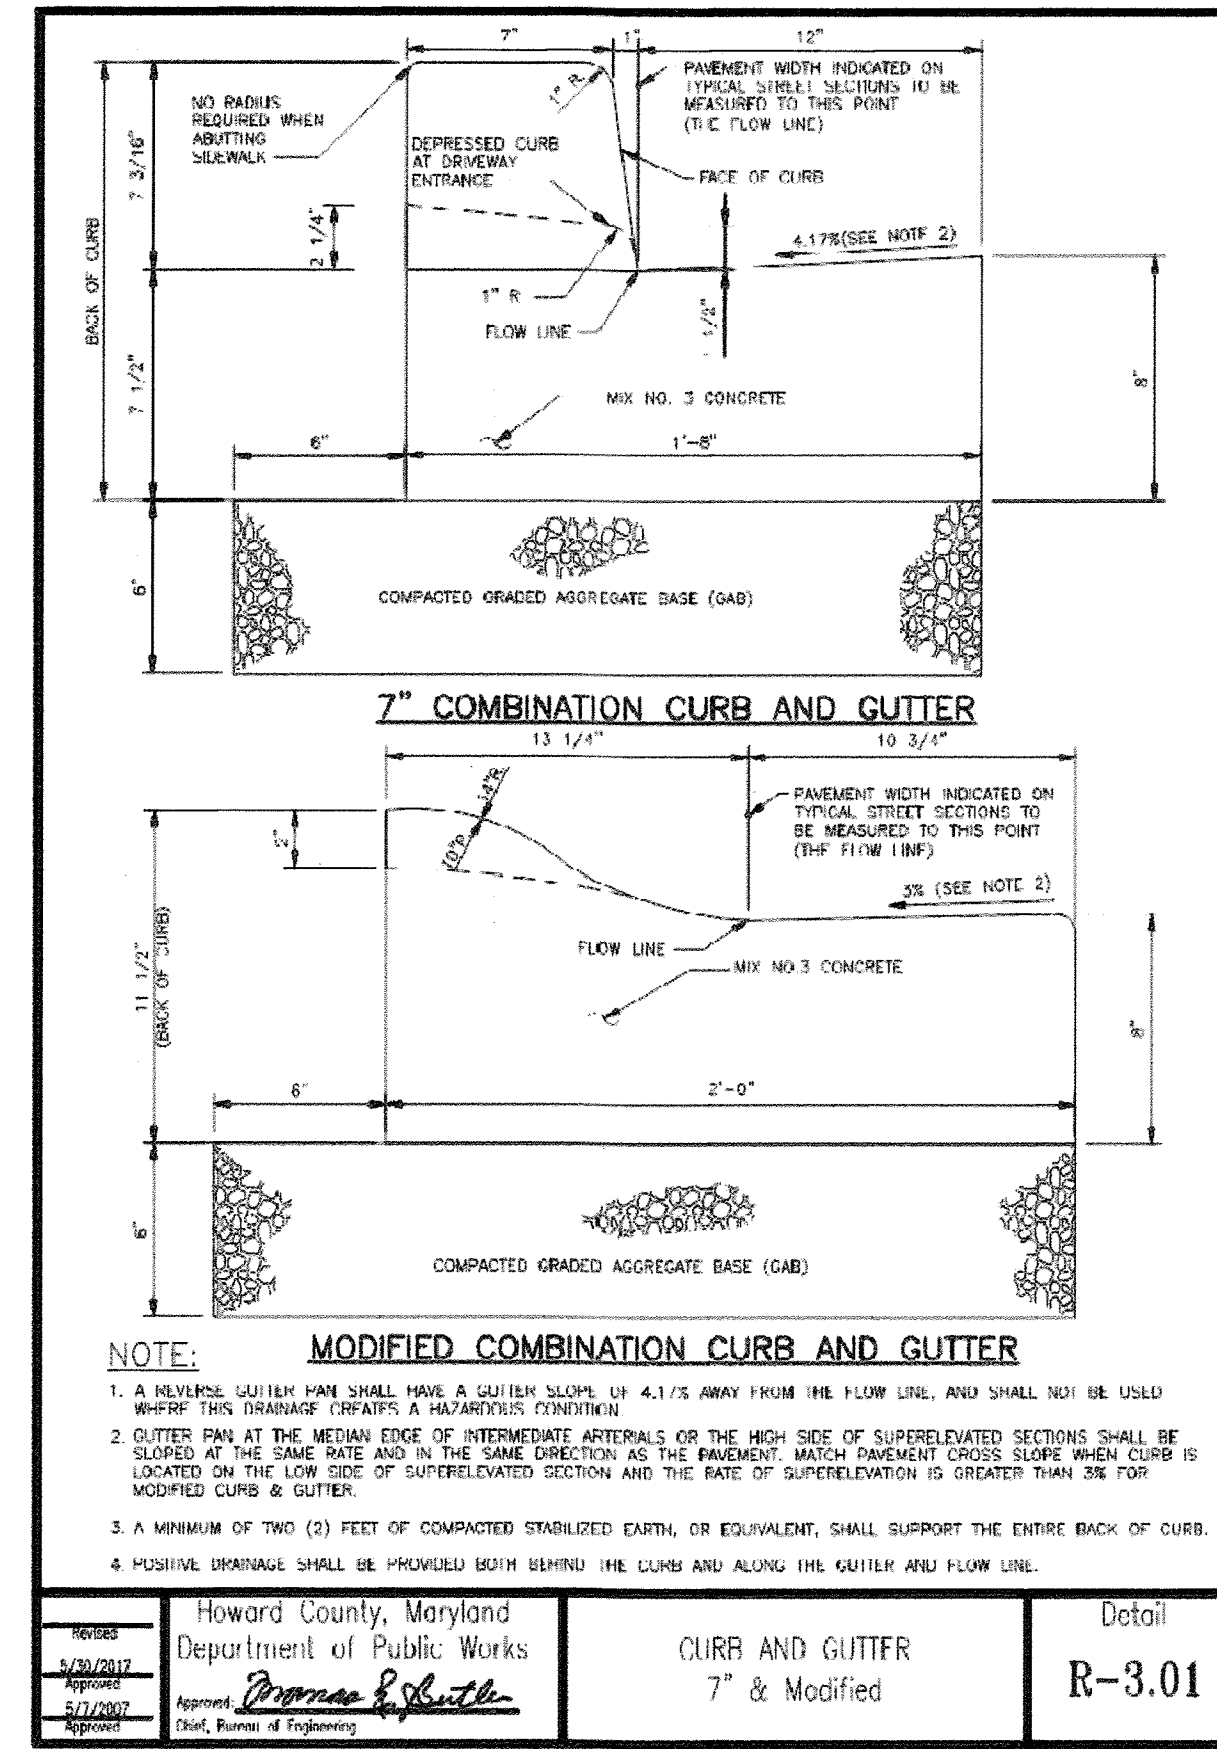 7" 1" 12"
NO RADIUS
REQUIRED WHEN
ABUTTING
SIDEWALK
1" R
PAVEMENT WIDTH INDICATED ON
TYPICAL STREET SECTIONS TO BE
MEASURED TO THIS POINT
(THE FLOW LINE)
DEPRESSED CURB
AT DRIVEWAY
ENTRANCE
FACE OF CURB
7 3/16"
2 1/4"
BACK OF CURB
4.17%(SEE NOTE 2)
1" R
FLOW LINE
1/2"
7 1/2"
8"
MIX NO. 3 CONCRETE
6" 1'-8"
6"
COMPACTED GRADED AGGREGATE BASE (GAB)
7" COMBINATION CURB AND GUTTER
13 1/4" 10 3/4"
14"R
10"R
2"
PAVEMENT WIDTH INDICATED ON
TYPICAL STREET SECTIONS TO
BE MEASURED TO THIS POINT
(THE FLOW LINE)
3% (SEE NOTE 2)
11 1/2"
(BACK OF CURB)
FLOW LINE
MIX NO.3 CONCRETE
8"
6" 2'-0"
6"
COMPACTED GRADED AGGREGATE BASE (GAB)
MODIFIED COMBINATION CURB AND GUTTER
NOTE:
1. A REVERSE GUTTER PAN SHALL HAVE A GUTTER SLOPE OF 4.17% AWAY FROM THE FLOW LINE, AND SHALL NOT BE USED
WHERE THIS DRAINAGE CREATES A HAZARDOUS CONDITION
2. GUTTER PAN AT THE MEDIAN EDGE OF INTERMEDIATE ARTERIALS OR THE HIGH SIDE OF SUPERELEVATED SECTIONS SHALL BE
SLOPED AT THE SAME RATE AND IN THE SAME DIRECTION AS THE PAVEMENT. MATCH PAVEMENT CROSS SLOPE WHEN CURB IS
LOCATED ON THE LOW SIDE OF SUPERELEVATED SECTION AND THE RATE OF SUPERELEVATION IS GREATER THAN 3% FOR
MODIFIED CURB & GUTTER.
3. A MINIMUM OF TWO (2) FEET OF COMPACTED STABILIZED EARTH, OR EQUIVALENT, SHALL SUPPORT THE ENTIRE BACK OF CURB.
4. POSITIVE DRAINAGE SHALL BE PROVIDED BOTH BEHIND THE CURB AND ALONG THE GUTTER AND FLOW LINE.
Revised
5/30/2017
Approved
5/7/2007
Approved
Howard County, Maryland
Department of Public Works
Approved: Thomas E. Butler
Chief, Bureau of Engineering
CURB AND GUTTER
7" & Modified
Detail
R-3.01